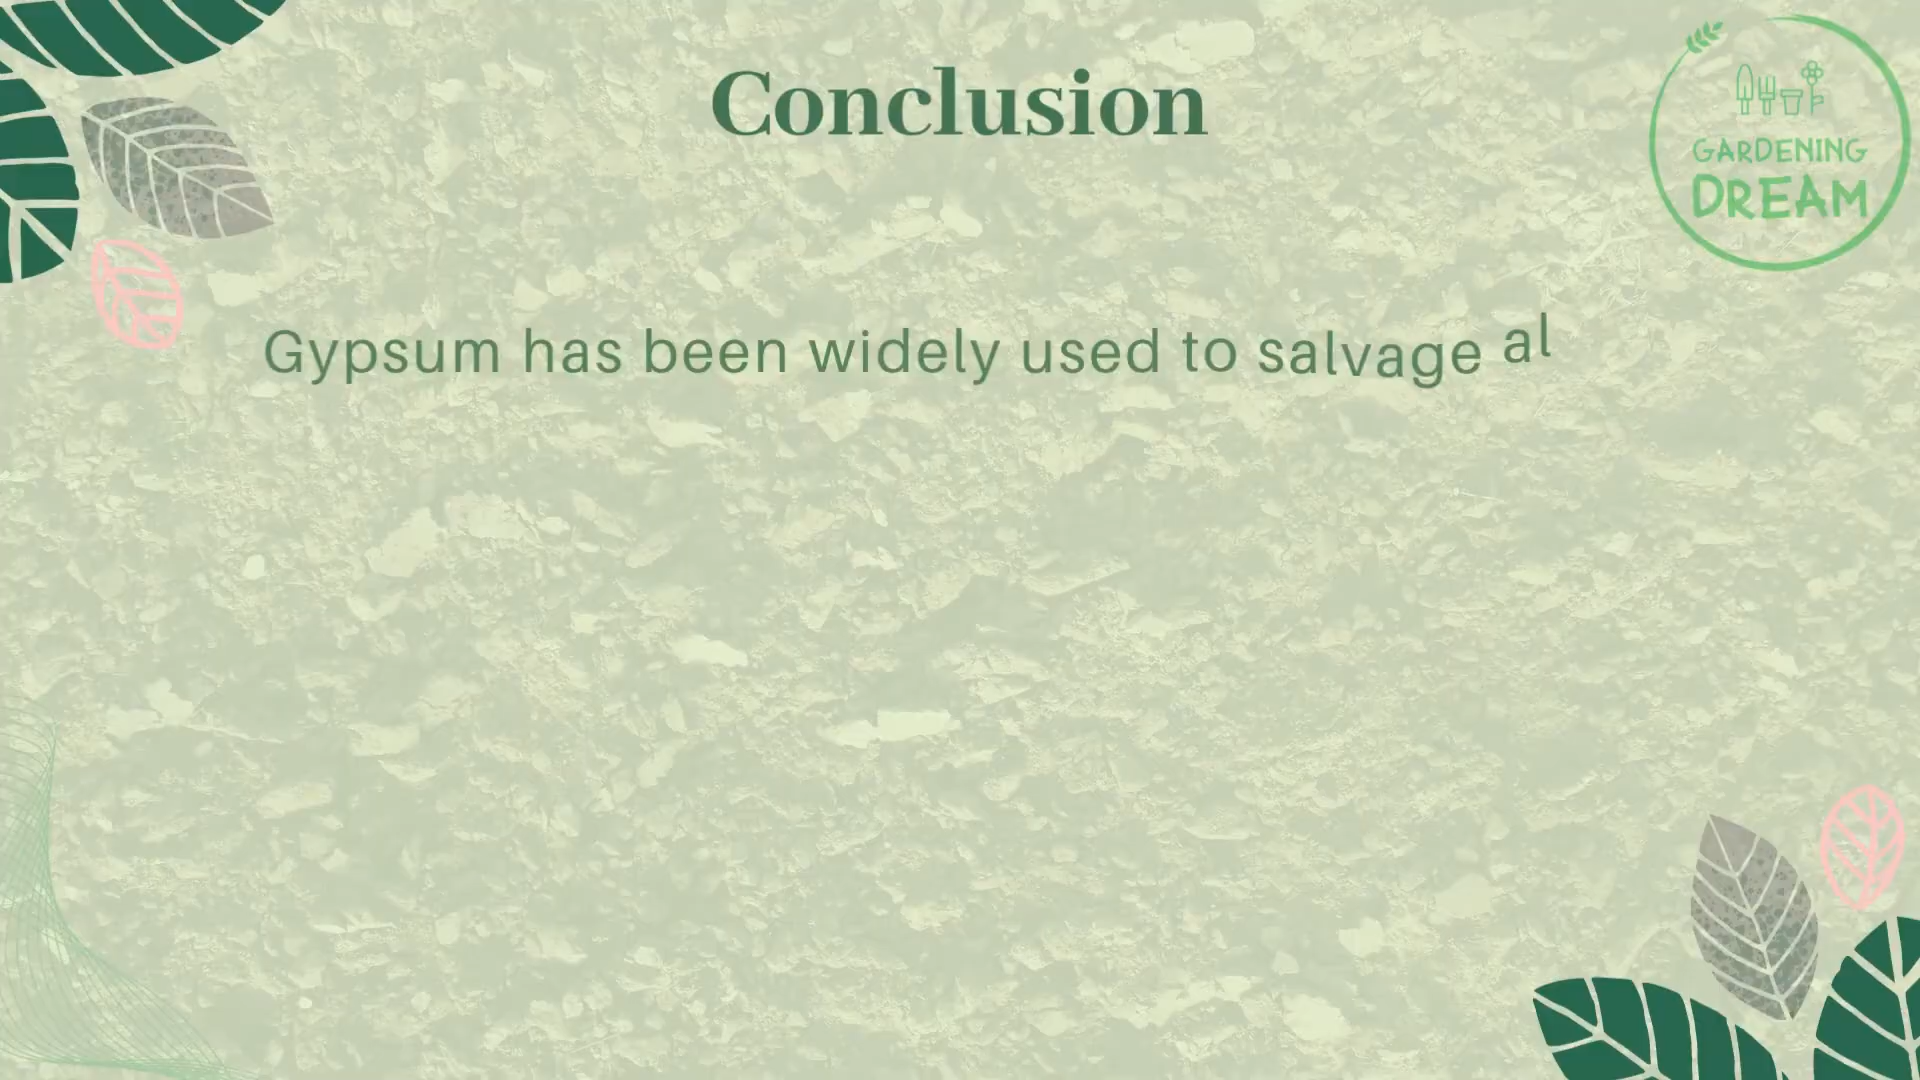 Conclusion
GARDENING
DREAM
Gypsum has been widely used to salvage al